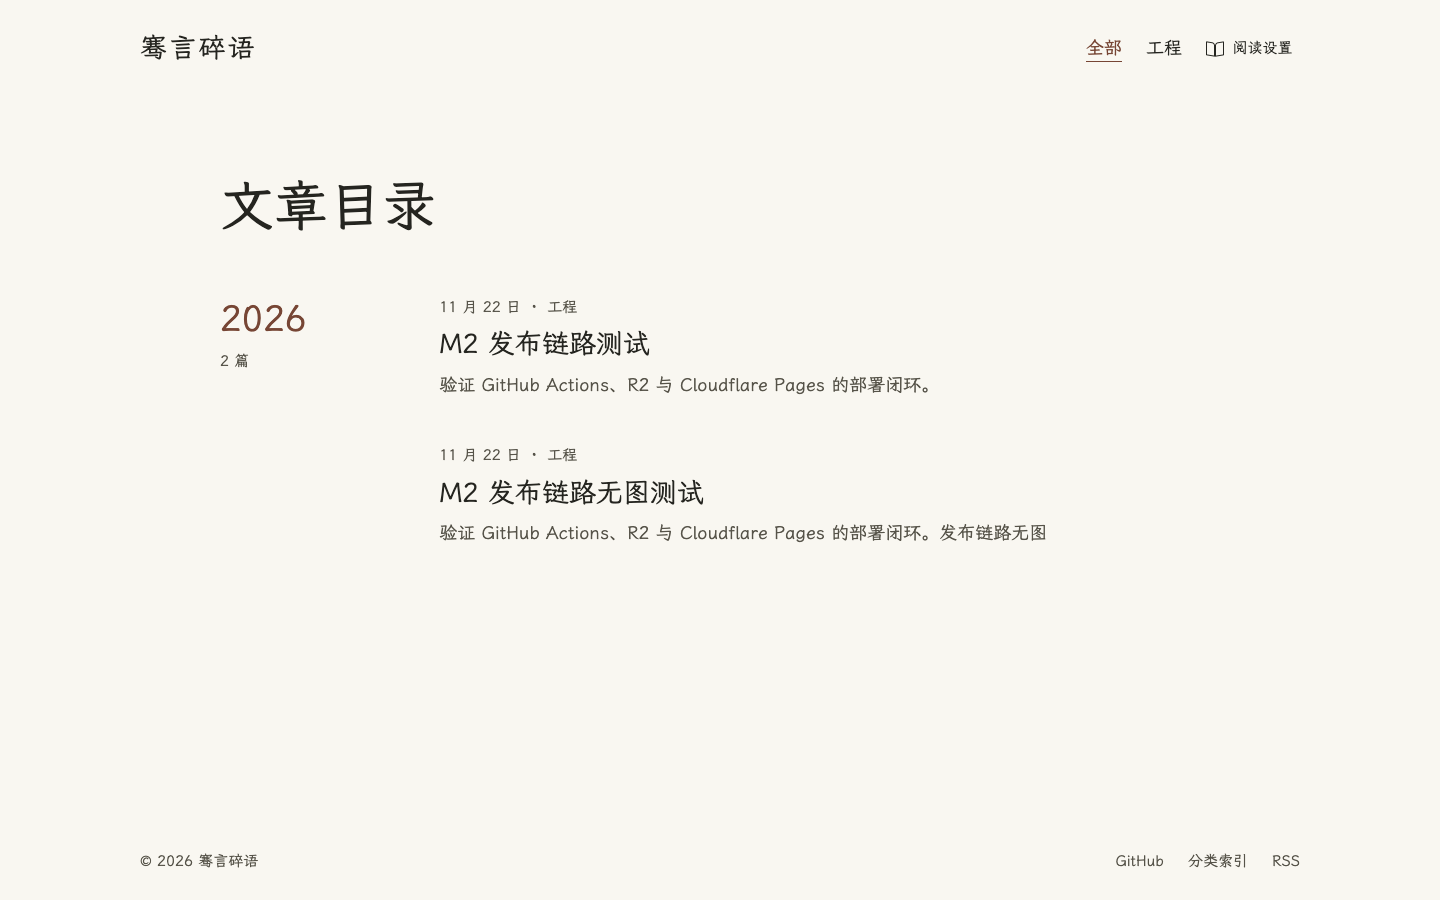 骞言碎语
全部 工程 阅读设置
文章目录
2026
2 篇
11 月 22 日 · 工程
M2 发布链路测试
验证 GitHub Actions、R2 与 Cloudflare Pages 的部署闭环。
11 月 22 日 · 工程
M2 发布链路无图测试
验证 GitHub Actions、R2 与 Cloudflare Pages 的部署闭环。发布链路无图
© 2026 骞言碎语
GitHub 分类索引 RSS